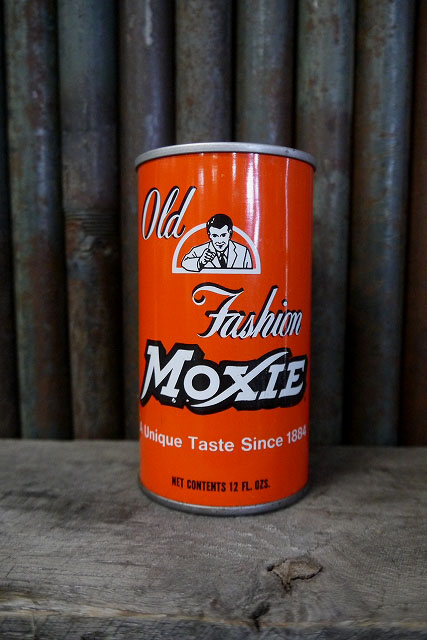 Old
Fashion
MOXIE
A Unique Taste Since 1884
NET CONTENTS 12 FL. OZS.